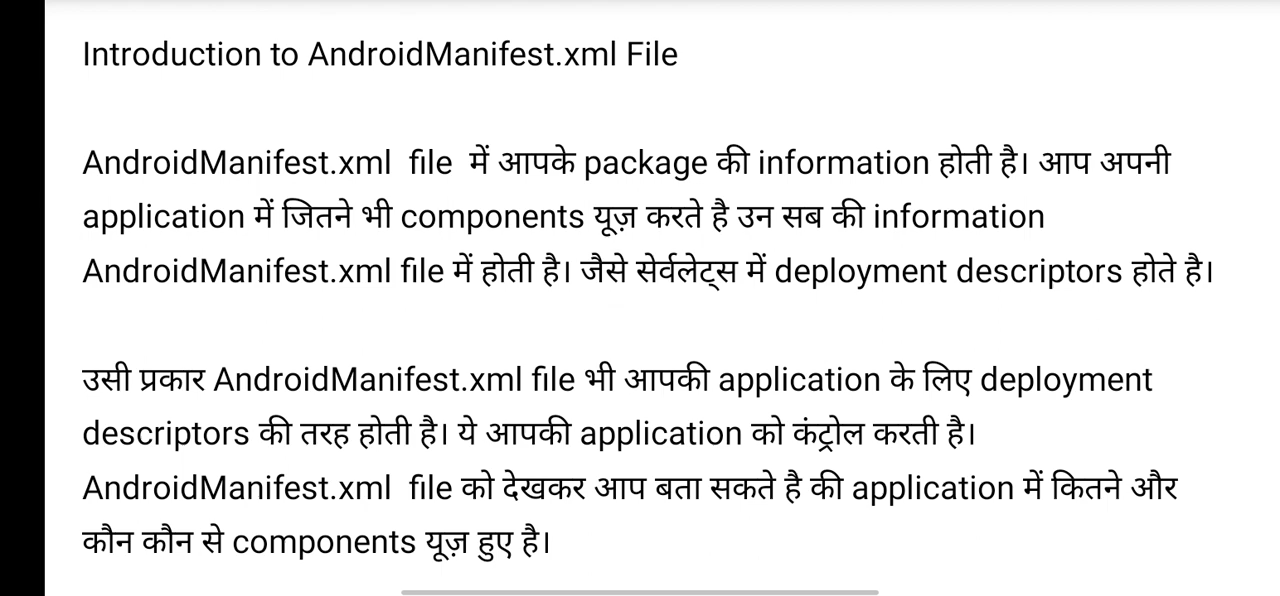 Introduction to AndroidManifest.xml File
AndroidManifest.xml file में आपके package की information होती है। आप अपनी
application में जितने भी components यूज़ करते है उन सब की information
AndroidManifest.xml file में होती है। जैसे सेर्वलेट्स में deployment descriptors होते है।
उसी प्रकार AndroidManifest.xml file भी आपकी application के लिए deployment
descriptors की तरह होती है। ये आपकी application को कंट्रोल करती है।
AndroidManifest.xml file को देखकर आप बता सकते है की application में कितने और
कौन कौन से components यूज़ हुए है।